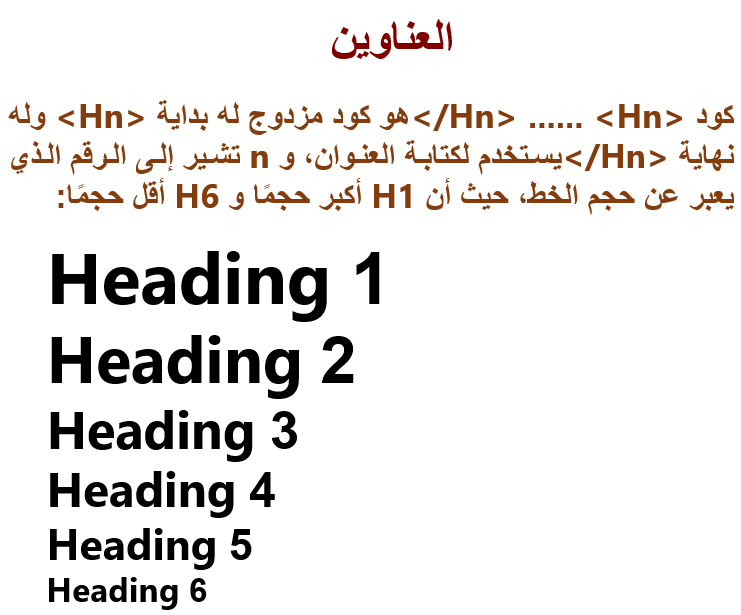 العناوين
كود <Hn> ...... </Hn>هو كود مزدوج له بداية <Hn> وله
نهاية </Hn>يستخدم لكتابة العنوان، و n تشير إلى الرقم الذي
يعبر عن حجم الخط، حيث أن H1 أكبر حجمًا و H6 أقل حجمًا:
Heading 1
Heading 2
Heading 3
Heading 4
Heading 5
Heading 6